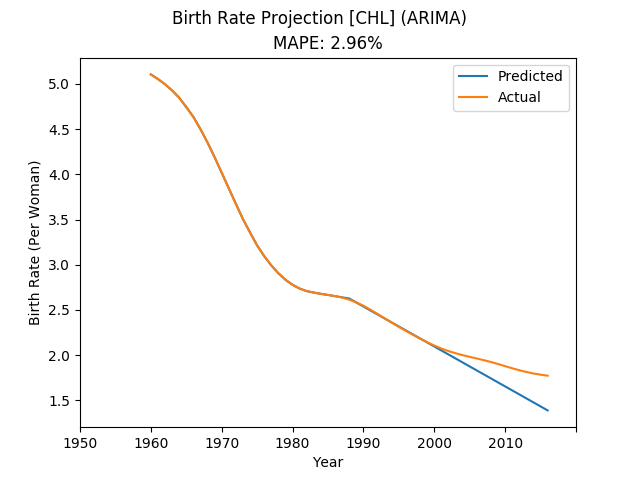 Birth Rate Projection [CHL] (ARIMA)
MAPE: 2.96%
Predicted
Actual
Birth Rate (Per Woman)
5.0
4.5
4.0
3.5
3.0
2.5
2.0
1.5
1950 1960 1970 1980 1990 2000 2010
Year